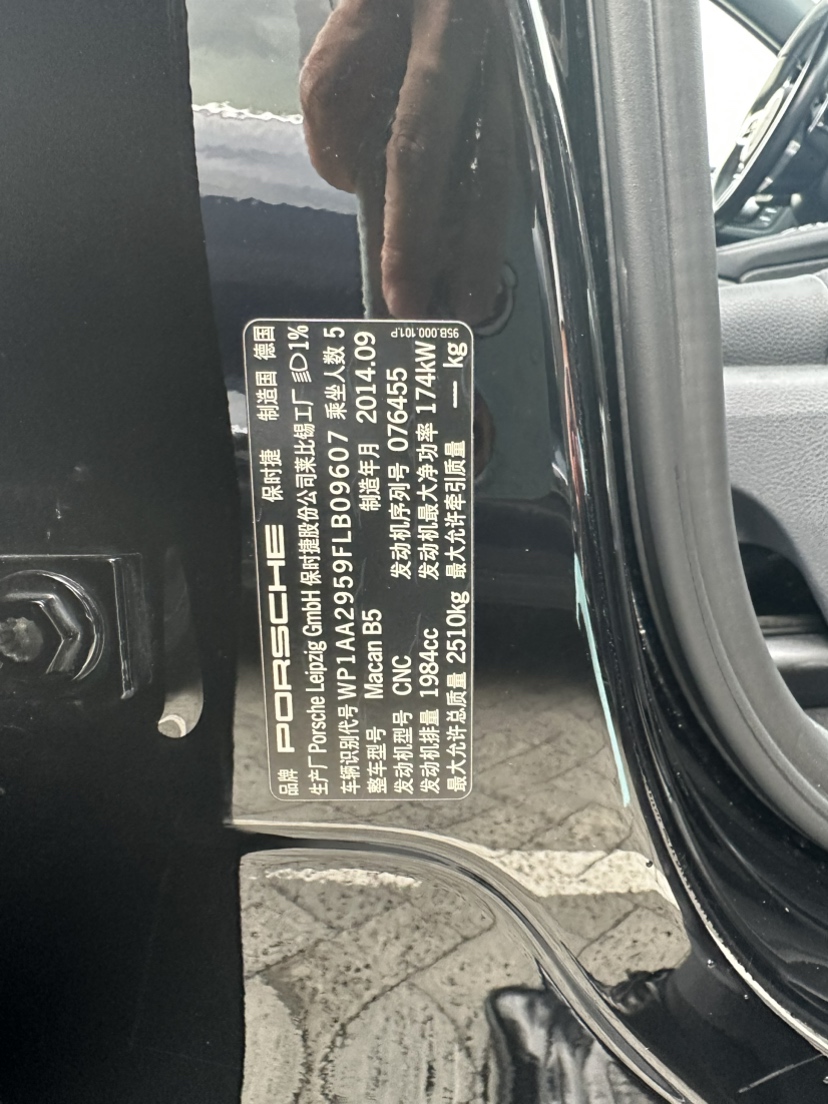 品牌 PORSCHE 保时捷 制造国 德国
生产厂 Porsche Leipzig GmbH 保时捷股份公司莱比锡工厂 1%
车辆识别代号 WP1AA2959FLB09607 乘坐人数 5
整车型号 Macan B5 制造年月 2014.09
发动机型号 CNC 发动机序列号 076455
发动机排量 1984cc 发动机最大净功率 174kW
最大允许总质量 2510kg 最大允许牵引质量 — kg
95B.000.101.P